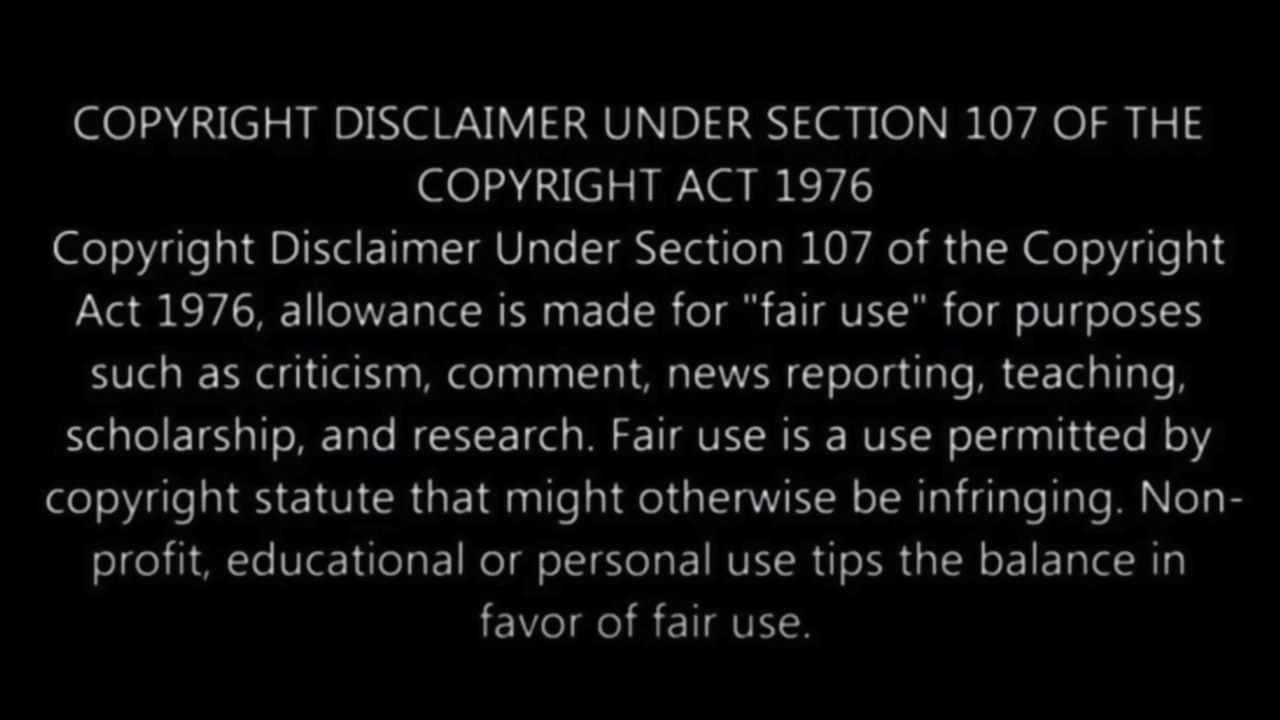 COPYRIGHT DISCLAIMER UNDER SECTION 107 OF THE
COPYRIGHT ACT 1976
Copyright Disclaimer Under Section 107 of the Copyright
Act 1976, allowance is made for "fair use" for purposes
such as criticism, comment, news reporting, teaching,
scholarship, and research. Fair use is a use permitted by
copyright statute that might otherwise be infringing. Non-
profit, educational or personal use tips the balance in
favor of fair use.